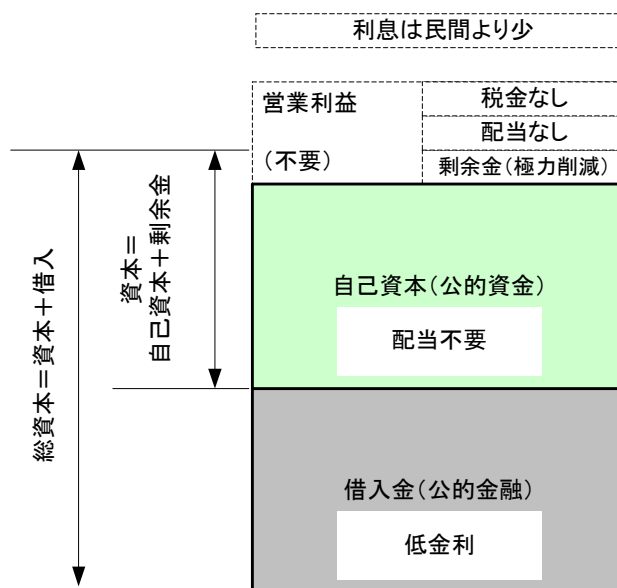 利息は民間より少
営業利益
(不要)
税金なし
配当なし
剰余金(極力削減)
総資本=資本+借入
資本=
自己資本+剰余金
自己資本(公的資金)
配当不要
借入金(公的金融)
低金利